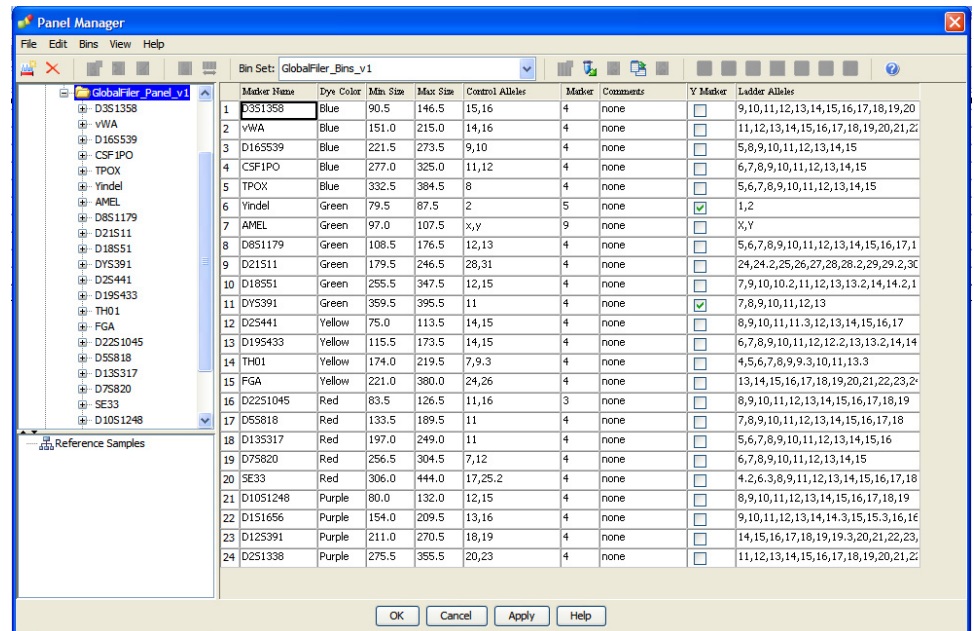 Panel Manager
File Edit Bins View Help
Bin Set: GlobalFiler_Bins_v1
GlobalFiler_Panel_v1
D3S1358
vWA
D16S539
CSF1PO
TPOX
Yindel
AMEL
D8S1179
D21S11
D18S51
DYS391
D2S441
D19S433
TH01
FGA
D22S1045
D5S818
D13S317
D7S820
SE33
D10S1248
Reference Samples
Marker Name Dye Color Min Size Max Size Control Alleles Marker Comments Y Marker Ladder Alleles
1 D3S1358 Blue 90.5 146.5 15,16 4 none 9,10,11,12,13,14,15,16,17,18,19,20
2 vWA Blue 151.0 215.0 14,16 4 none 11,12,13,14,15,16,17,18,19,20,21,22
3 D16S539 Blue 221.5 273.5 9,10 4 none 5,8,9,10,11,12,13,14,15
4 CSF1PO Blue 277.0 325.0 11,12 4 none 6,7,8,9,10,11,12,13,14,15
5 TPOX Blue 332.5 384.5 8 4 none 5,6,7,8,9,10,11,12,13,14,15
6 Yindel Green 79.5 87.5 2 5 none 1,2
7 AMEL Green 97.0 107.5 x,y 9 none X,Y
8 D8S1179 Green 108.5 176.5 12,13 4 none 5,6,7,8,9,10,11,12,13,14,15,16,17,1
9 D21S11 Green 179.5 246.5 28,31 4 none 24,24.2,25,26,27,28,28.2,29,29.2,30
10 D18S51 Green 255.5 347.5 12,15 4 none 7,9,10,10.2,11,12,13,13.2,14,14.2,1
11 DYS391 Green 359.5 395.5 11 4 none 7,8,9,10,11,12,13
12 D2S441 Yellow 75.0 113.5 14,15 4 none 8,9,10,11,11.3,12,13,14,15,16,17
13 D19S433 Yellow 115.5 173.5 14,15 4 none 6,7,8,9,10,11,12,12.2,13,13.2,14,14
14 TH01 Yellow 174.0 219.5 7,9.3 4 none 4,5,6,7,8,9,9.3,10,11,13.3
15 FGA Yellow 221.0 380.0 24,26 4 none 13,14,15,16,17,18,19,20,21,22,23,24
16 D22S1045 Red 83.5 126.5 11,16 3 none 8,9,10,11,12,13,14,15,16,17,18,19
17 D5S818 Red 133.5 189.5 11 4 none 7,8,9,10,11,12,13,14,15,16,17,18
18 D13S317 Red 197.0 249.0 11 4 none 5,6,7,8,9,10,11,12,13,14,15,16
19 D7S820 Red 256.5 304.5 7,12 4 none 6,7,8,9,10,11,12,13,14,15
20 SE33 Red 306.0 444.0 17,25.2 4 none 4.2,6.3,8,9,11,12,13,14,15,16,17,18
21 D10S1248 Purple 80.0 132.0 12,15 4 none 8,9,10,11,12,13,14,15,16,17,18,19
22 D1S1656 Purple 154.0 209.5 13,16 4 none 9,10,11,12,13,14,14.3,15,15.3,16,16
23 D12S391 Purple 211.0 270.5 18,19 4 none 14,15,16,17,18,19,19.3,20,21,22,23,
24 D2S1338 Purple 275.5 355.5 20,23 4 none 11,12,13,14,15,16,17,18,19,20,21,22
OK Cancel Apply Help